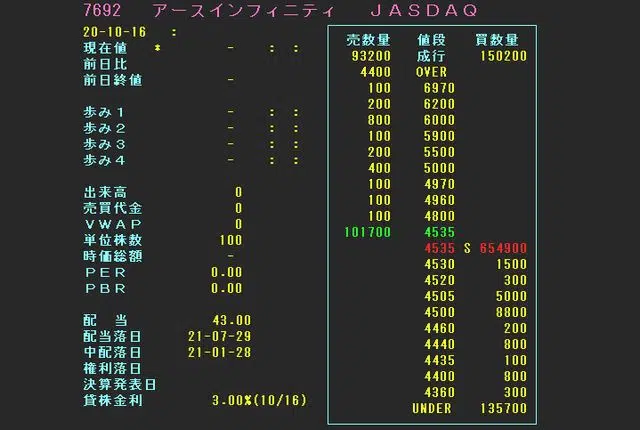 7692 アースインフィニティ JASDAQ
20-10-16 :
現在値 * - : :
前日比
前日終値 -
歩み1 - : :
歩み2 - : :
歩み3 - : :
歩み4 - : :
出来高 0
売買代金 0
VWAP 0
単位株数 100
時価総額 -
PER 0.00
PBR 0.00
配 当 43.00
配当落日 21-07-29
中配落日 21-01-28
権利落日
決算発表日
貸株金利 3.00%(10/16)
売数量 値段 買数量
93200 成行 150200
4400 OVER
100 6970
200 6200
800 6000
100 5900
200 5500
400 5000
100 4970
100 4960
100 4800
101700 4535
4535 S 654900
4530 1500
4520 300
4505 5000
4500 8800
4460 200
4440 800
4435 100
4400 800
4360 300
UNDER 135700